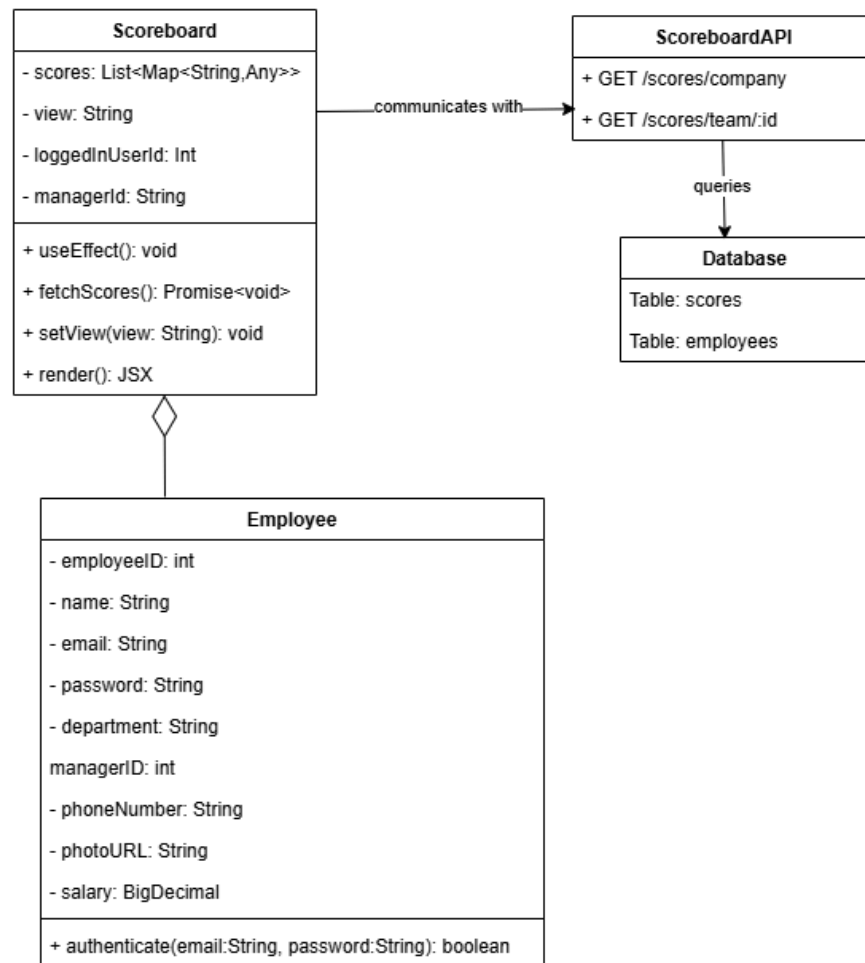 Scoreboard
- scores: List<Map<String,Any>>
- view: String
- loggedInUserId: Int
- managerId: String
+ useEffect(): void
+ fetchScores(): Promise<void>
+ setView(view: String): void
+ render(): JSX
communicates with
ScoreboardAPI
+ GET /scores/company
+ GET /scores/team/:id
queries
Database
Table: scores
Table: employees
Employee
- employeeID: int
- name: String
- email: String
- password: String
- department: String
managerID: int
- phoneNumber: String
- photoURL: String
- salary: BigDecimal
+ authenticate(email:String, password:String): boolean